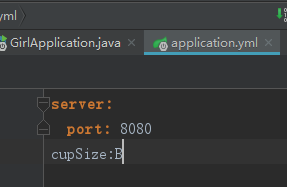 yml
GirlApplication.java
application.yml
server:
  port: 8080
cupSize:B